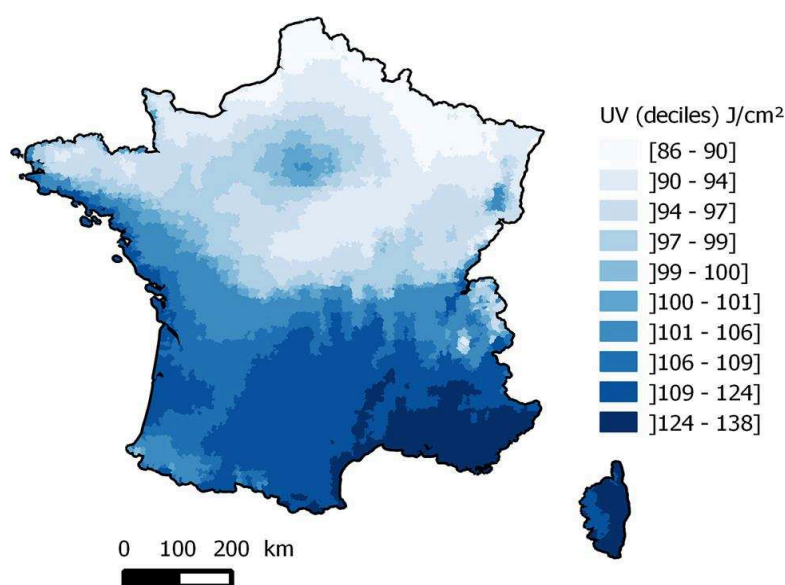 UV (deciles) J/cm²
[86 - 90]
]90 - 94]
]94 - 97]
]97 - 99]
]99 - 100]
]100 - 101]
]101 - 106]
]106 - 109]
]109 - 124]
]124 - 138]
0 100 200 km